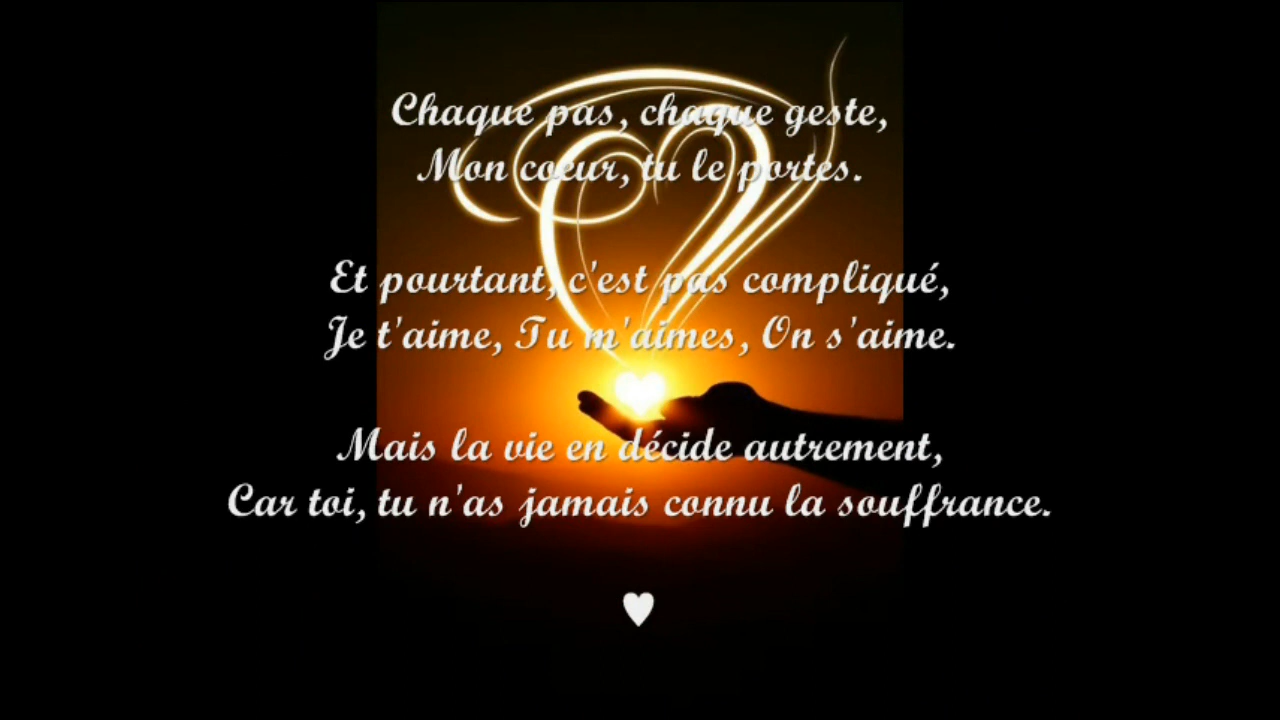 Chaque pas, chaque geste,
Mon coeur, tu le portes.
Et pourtant, c'est pas compliqué,
Je t'aime, Tu m'aimes, On s'aime.
Mais la vie en décide autrement,
Car toi, tu n'as jamais connu la souffrance.
♥